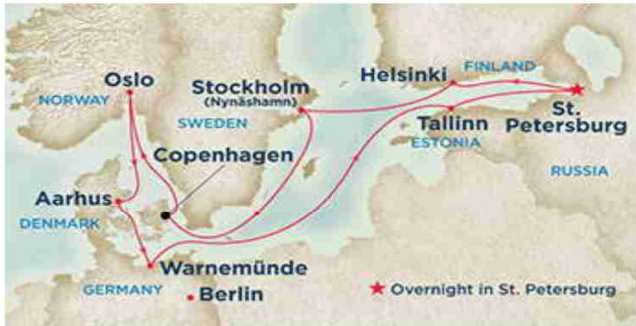 Oslo
NORWAY
Stockholm
(Nynäshamn)
SWEDEN
Helsinki
FINLAND
St.
Petersburg
Tallinn
ESTONIA
RUSSIA
Copenhagen
Aarhus
DENMARK
Warnemünde
GERMANY
Berlin
Overnight in St. Petersburg